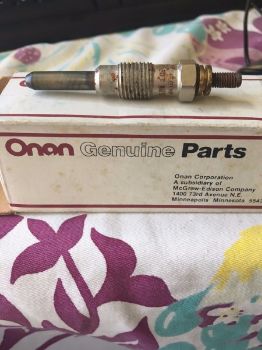 Onan Genuine Parts
Onan Corporation
A subsidiary of
McGraw-Edison Company
1400 73rd Avenue N.E.
Minneapolis Minnesota